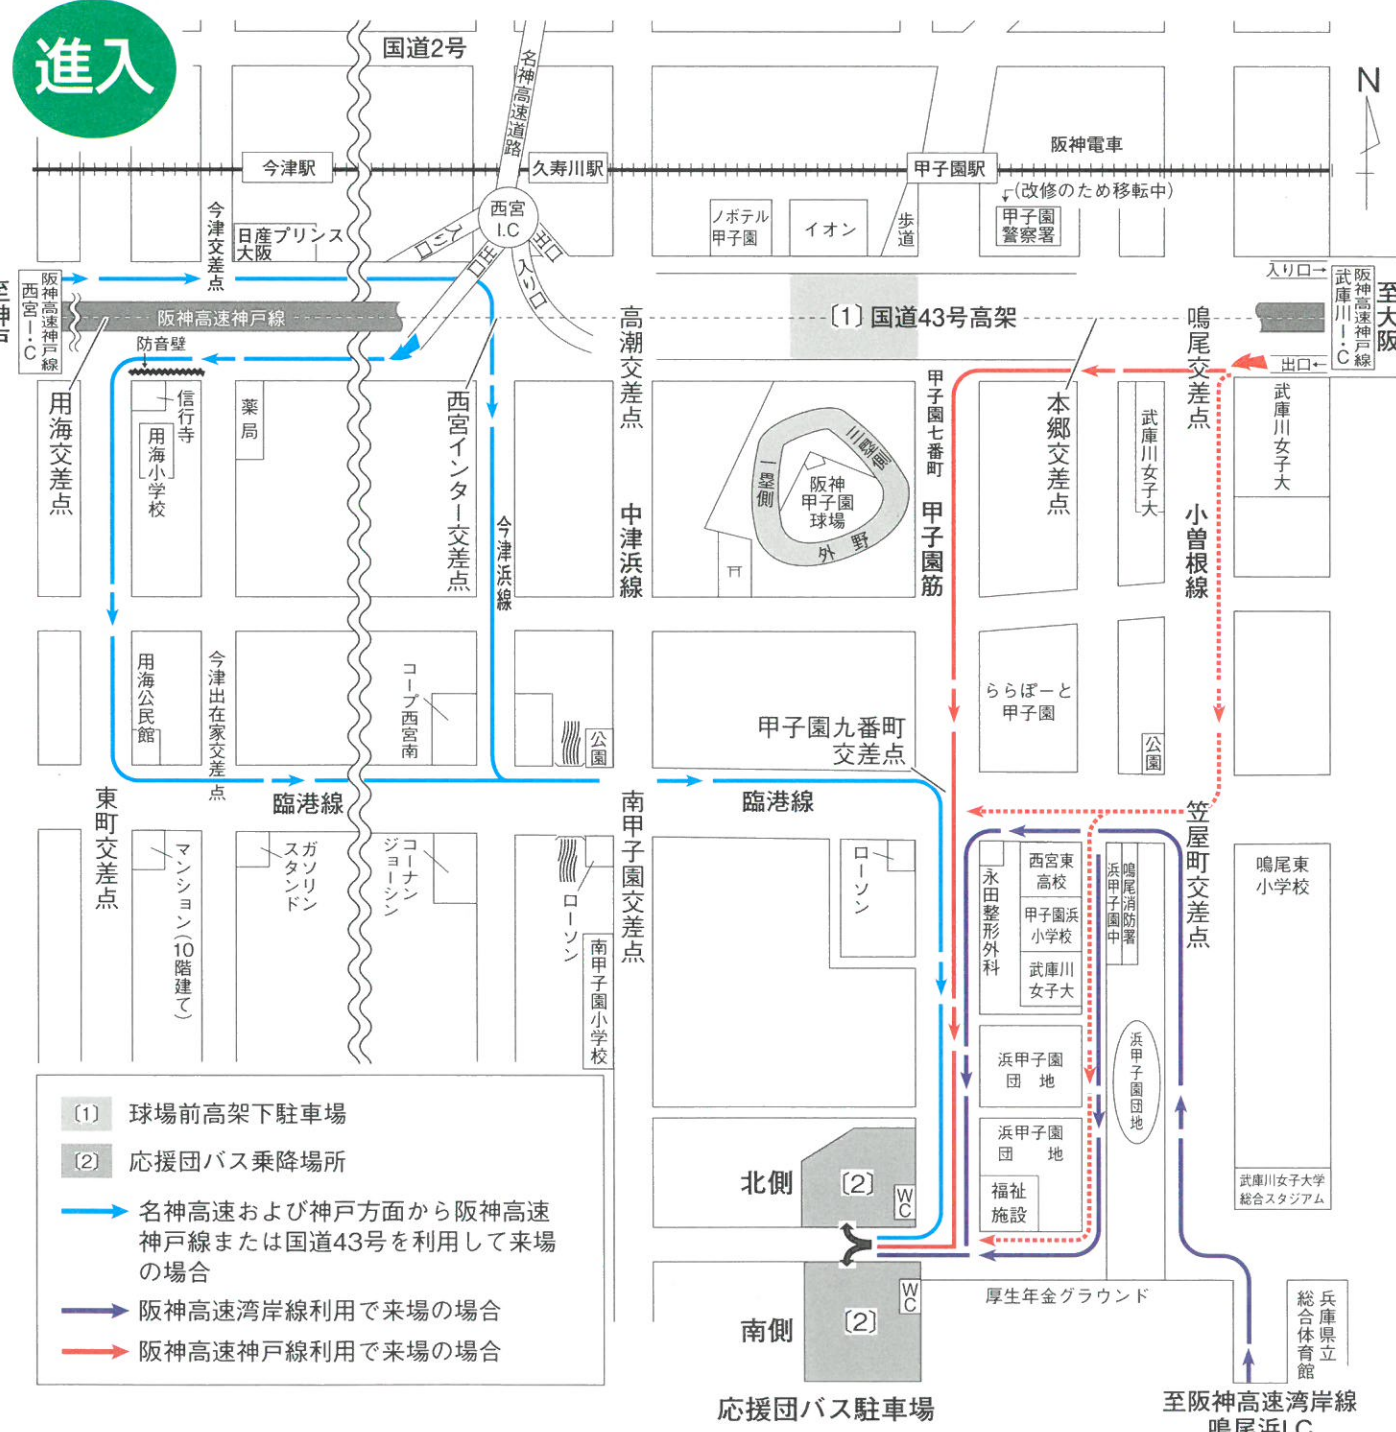 進入
国道2号
名神高速道路
N
阪神電車
今津駅
久寿川駅
甲子園駅
(改修のため移転中)
甲子園
警察署
西宮
I.C
入り口
出口
出口
入り口
今津交差点
日産プリンス
大阪
ノボテル
甲子園
イオン
歩道
至神戸
阪神高速神戸線
西宮I・C
阪神高速神戸線
〔1〕国道43号高架
入り口→
出口←
阪神高速神戸線
武庫川I・C
至大阪
防音壁
用海交差点
信行寺
用海小学校
薬局
西宮インター交差点
今津浜線
高潮交差点
中津浜線
一塁側
三塁側
外野
阪神
甲子園
球場
甲子園七番町
甲子園筋
本郷交差点
武庫川女子大
鳴尾交差点
小曽根線
武庫川女子大
用海公民館
今津出在家交差点
コープ西宮南
公園
甲子園九番町
交差点
ららぽーと
甲子園
公園
東町交差点
臨港線
南甲子園交差点
臨港線
笠屋町交差点
マンション(10階建て)
ガソリン
スタンド
コーナン
ジョーシン
ローソン
南甲子園小学校
ローソン
永田整形外科
西宮東
高校
甲子園浜
小学校
武庫川
女子大
鳴尾消防署
浜甲子園中
鳴尾東
小学校
浜甲子園
団地
浜甲子園団地
浜甲子園
団地
福祉
施設
武庫川女子大学
総合スタジアム
北側
〔2〕
WC
南側
〔2〕
WC
厚生年金グラウンド
兵庫県立
総合体育館
応援団バス駐車場
至阪神高速湾岸線
鳴尾浜I.C
〔1〕 球場前高架下駐車場
〔2〕 応援団バス乗降場所
名神高速および神戸方面から阪神高速
神戸線または国道43号を利用して来場
の場合
阪神高速湾岸線利用で来場の場合
阪神高速神戸線利用で来場の場合